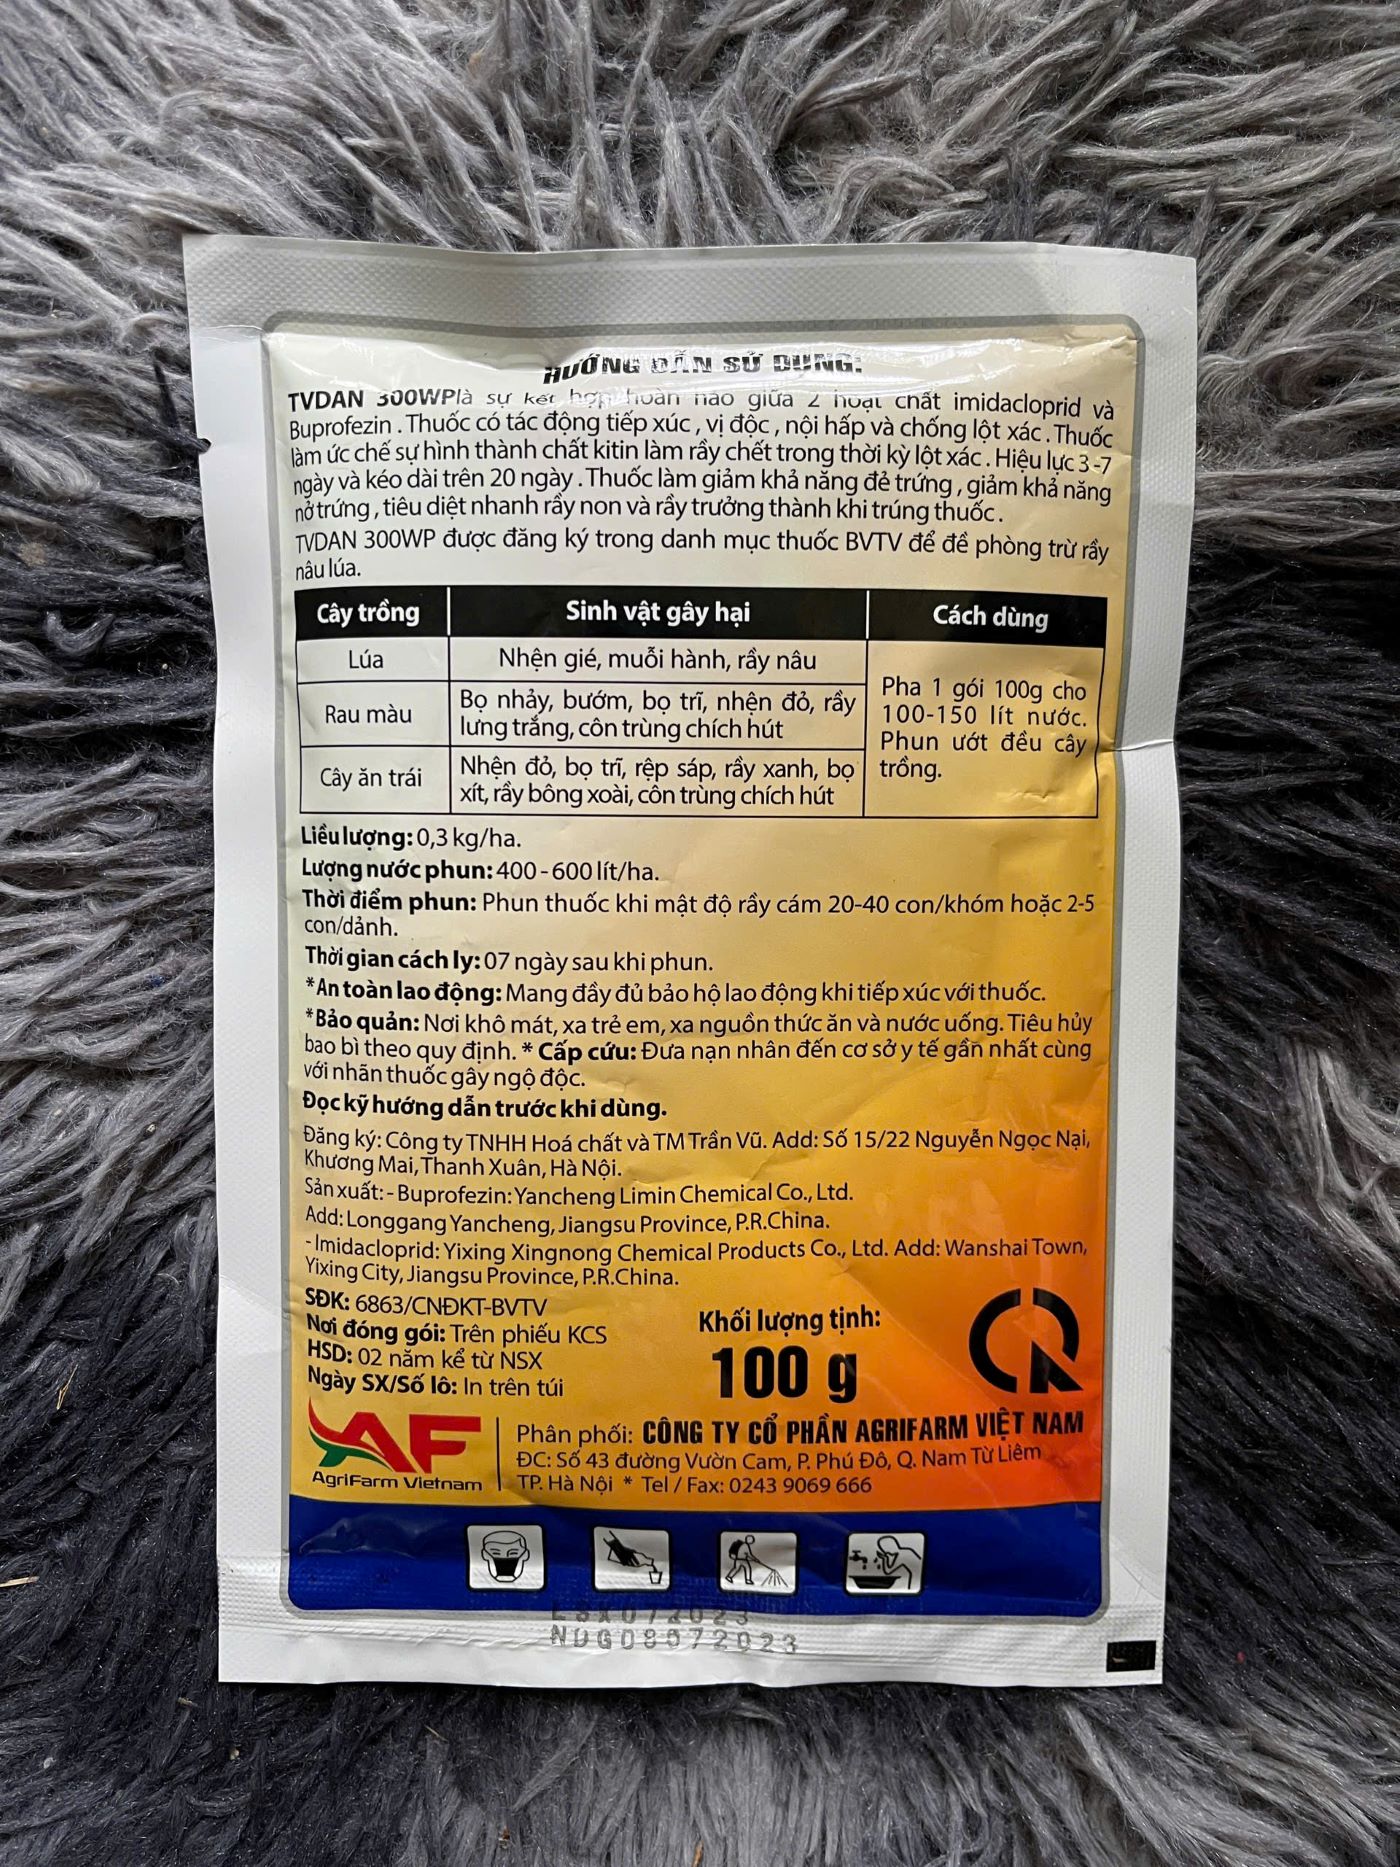 HƯỚNG DẪN SỬ DỤNG:
TVDAN 300WPlà sự kết hợp hoàn hảo giữa 2 hoạt chất imidacloprid và
Buprofezin . Thuốc có tác động tiếp xúc , vị độc , nội hấp và chống lột xác . Thuốc
làm ức chế sự hình thành chất kitin làm rầy chết trong thời kỳ lột xác . Hiệu lực 3 -7
ngày và kéo dài trên 20 ngày . Thuốc làm giảm khả năng đẻ trứng , giảm khả năng
nở trứng , tiêu diệt nhanh rầy non và rầy trưởng thành khi trúng thuốc .
TVDAN 300WP được đăng ký trong danh mục thuốc BVTV để đề phòng trừ rầy
nâu lúa.
Cây trồng Sinh vật gây hại Cách dùng
Lúa Nhện gié, muỗi hành, rầy nâu
Rau màu Bọ nhảy, bướm, bọ trĩ, nhện đỏ, rầy
lưng trắng, côn trùng chích hút
Cây ăn trái Nhện đỏ, bọ trĩ, rệp sáp, rầy xanh, bọ
xít, rầy bông xoài, côn trùng chích hút
Pha 1 gói 100g cho
100-150 lít nước.
Phun ướt đều cây
trồng.
Liều lượng: 0,3 kg/ha.
Lượng nước phun: 400 - 600 lít/ha.
Thời điểm phun: Phun thuốc khi mật độ rầy cám 20-40 con/khóm hoặc 2-5
con/dảnh.
Thời gian cách ly: 07 ngày sau khi phun.
*An toàn lao động: Mang đầy đủ bảo hộ lao động khi tiếp xúc với thuốc.
*Bảo quản: Nơi khô mát, xa trẻ em, xa nguồn thức ăn và nước uống. Tiêu hủy
bao bì theo quy định. * Cấp cứu: Đưa nạn nhân đến cơ sở y tế gần nhất cùng
với nhãn thuốc gây ngộ độc.
Đọc kỹ hướng dẫn trước khi dùng.
Đăng ký: Công ty TNHH Hoá chất và TM Trần Vũ. Add: Số 15/22 Nguyễn Ngọc Nại,
Khương Mai, Thanh Xuân, Hà Nội.
Sản xuất: - Buprofezin: Yancheng Limin Chemical Co., Ltd.
Add: Longgang Yancheng, Jiangsu Province, P.R.China.
- Imidacloprid: Yixing Xingnong Chemical Products Co., Ltd. Add: Wanshai Town,
Yixing City, Jiangsu Province, P.R.China.
SĐK: 6863/CNĐKT-BVTV
Nơi đóng gói: Trên phiếu KCS
HSD: 02 năm kể từ NSX
Ngày SX/Số lô: In trên túi
Khối lượng tịnh:
100 g
CR
AF
AgriFarm Vietnam
Phân phối: CÔNG TY CỔ PHẦN AGRIFARM VIỆT NAM
ĐC: Số 43 đường Vườn Cam, P. Phú Đô, Q. Nam Từ Liêm
TP. Hà Nội * Tel / Fax: 0243 9069 666
LSX072023
NDG08072023